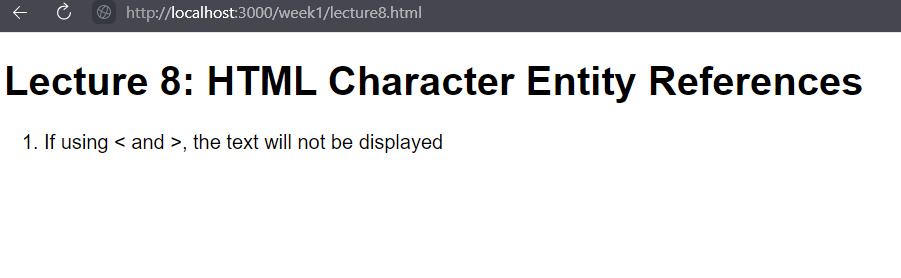 http://localhost:3000/week1/lecture8.html
Lecture 8: HTML Character Entity References
1. If using < and >, the text will not be displayed